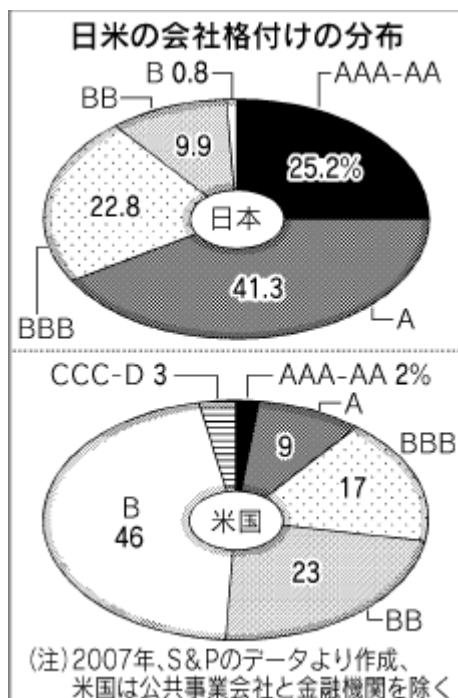 日米の会社格付けの分布
B 0.8
AAA-AA
BB
9.9
25.2%
22.8
日本
41.3
BBB
A
CCC-D 3
AAA-AA 2%
A
BBB
9
17
B
46
米国
23
BB
(注)2007年、S&Pのデータより作成、
米国は公共事業会社と金融機関を除く